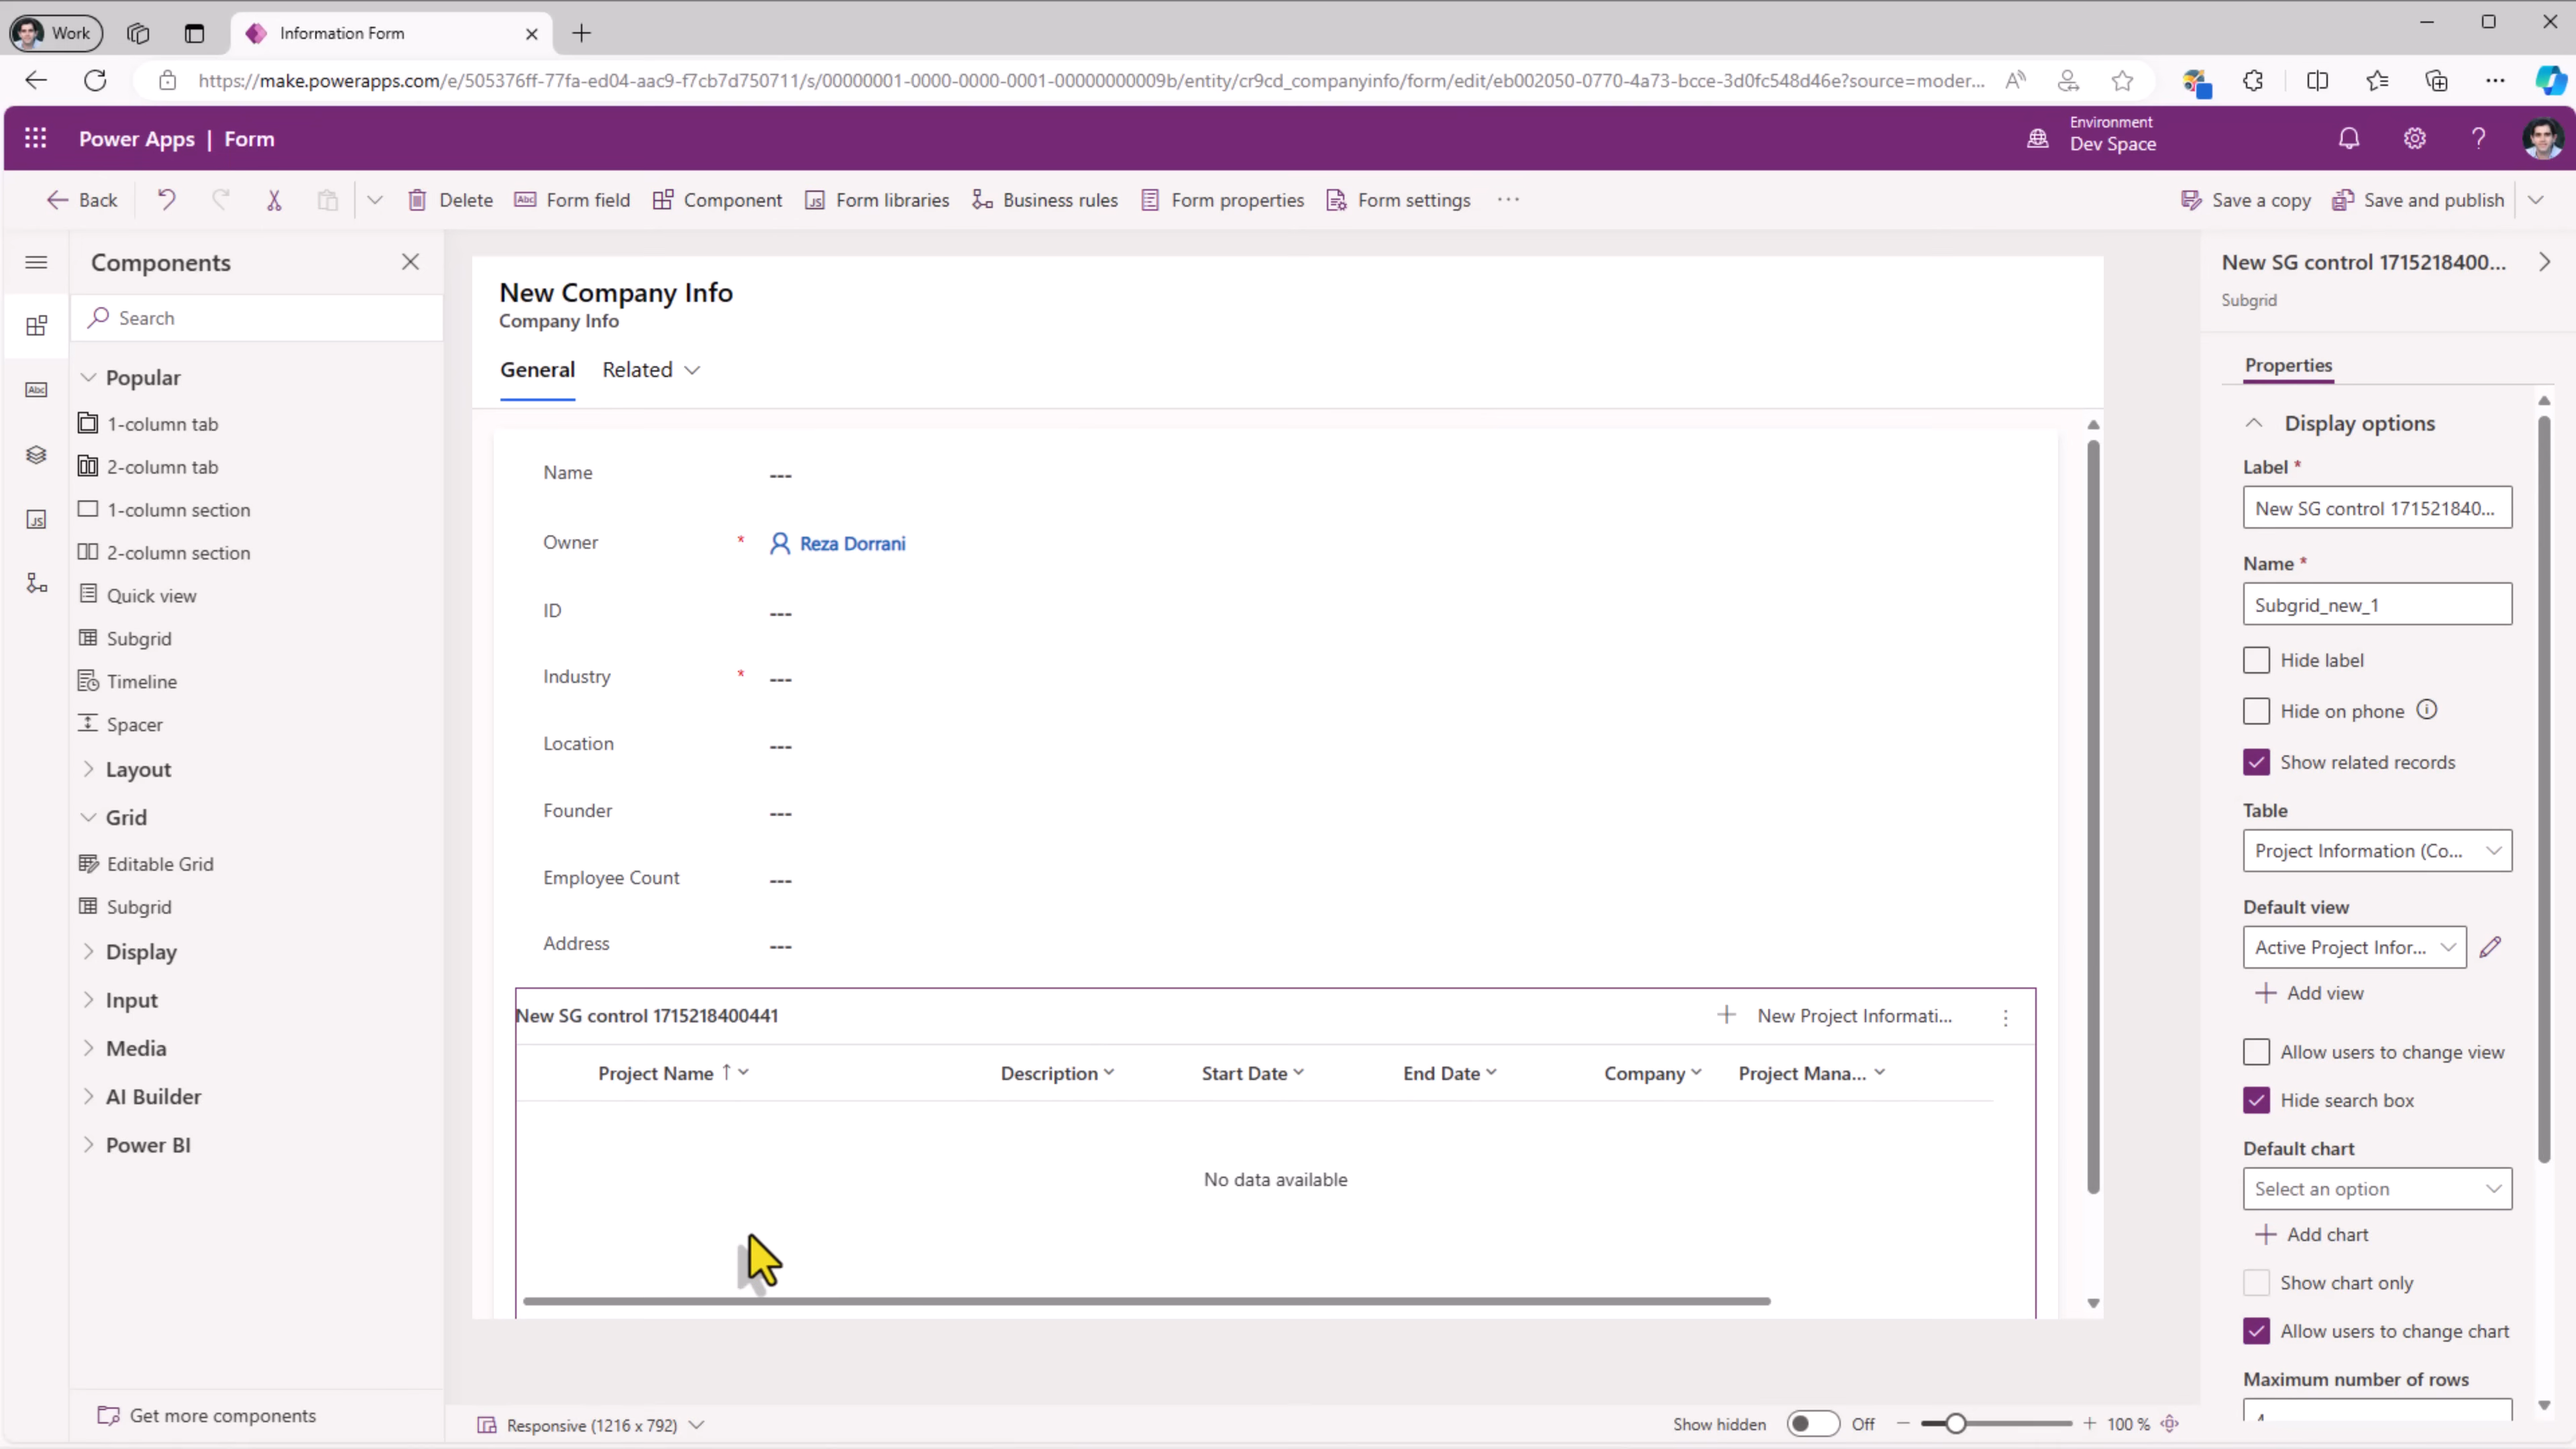 Work
Information Form
https://make.powerapps.com/e/505376ff-77fa-ed04-aac9-f7cb7d750711/s/00000001-0000-0000-0001-00000000009b/entity/cr9cd_companyinfo/form/edit/eb002050-0770-4a73-bcce-3d0fc548d46e?source=moder...
Power Apps | Form
Environment
Dev Space
Back
Delete
Abc Form field
Component
JS Form libraries
Business rules
Form properties
Form settings
Save a copy
Save and publish
Components
Search
Popular
1-column tab
2-column tab
1-column section
2-column section
Quick view
Subgrid
Timeline
Spacer
Layout
Grid
Editable Grid
Subgrid
Display
Input
Media
AI Builder
Power BI
Get more components
Abc
JS
New Company Info
Company Info
General Related
Name ---
Owner * Reza Dorrani
ID ---
Industry * ---
Location ---
Founder ---
Employee Count ---
Address ---
New SG control 1715218400441
New Project Informati...
Project Name Description Start Date End Date Company Project Mana...
No data available
Responsive (1216 x 792)
Show hidden Off
100 %
New SG control 1715218400...
Subgrid
Properties
Display options
Label *
New SG control 171521840...
Name *
Subgrid_new_1
Hide label
Hide on phone
Show related records
Table
Project Information (Co...
Default view
Active Project Infor...
Add view
Allow users to change view
Hide search box
Default chart
Select an option
Add chart
Show chart only
Allow users to change chart
Maximum number of rows